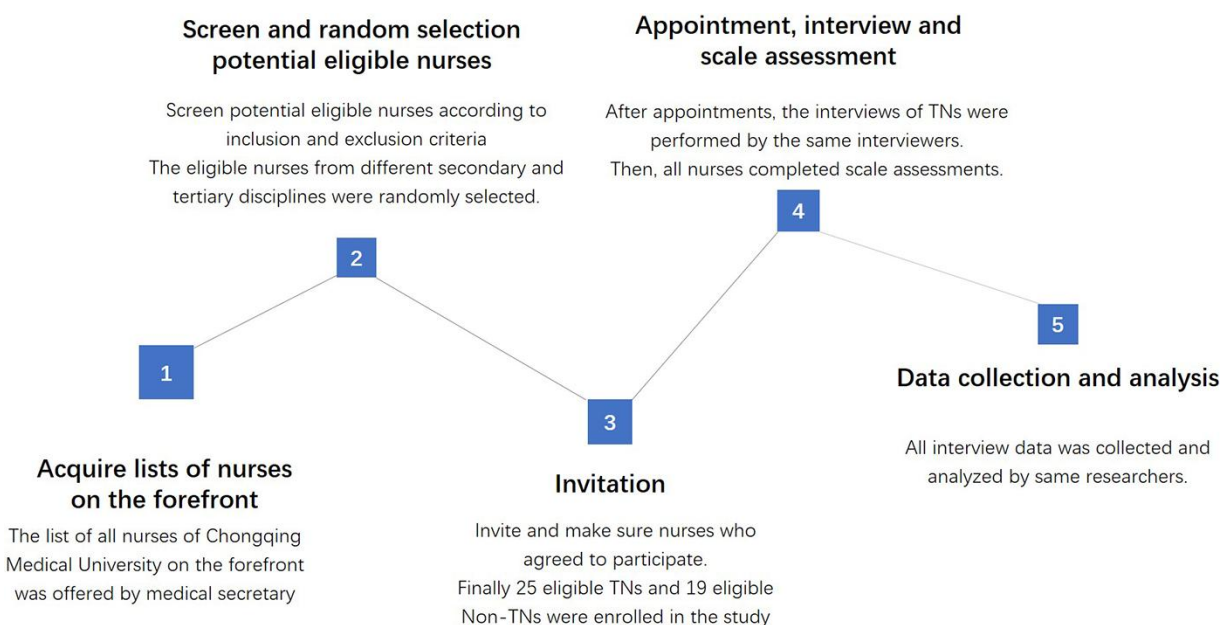 1
Acquire lists of nurses
on the forefront
The list of all nurses of Chongqing
Medical University on the forefront
was offered by medical secretary
Screen and random selection
potential eligible nurses
Screen potential eligible nurses according to
inclusion and exclusion criteria
The eligible nurses from different secondary and
tertiary disciplines were randomly selected.
2
3
Invitation
Invite and make sure nurses who
agreed to participate.
Finally 25 eligible TNs and 19 eligible
Non-TNs were enrolled in the study
Appointment, interview and
scale assessment
After appointments, the interviews of TNs were
performed by the same interviewers.
Then, all nurses completed scale assessments.
4
5
Data collection and analysis
All interview data was collected and
analyzed by same researchers.